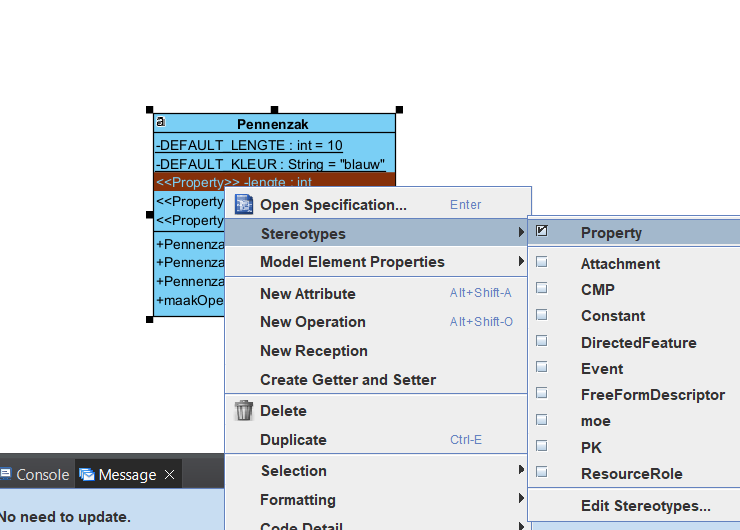 a
Pennenzak
-DEFAULT_LENGTE : int = 10
-DEFAULT_KLEUR : String = "blauw"
<<Property>> -lengte : int
<<Property
<<Property
+Pennenza
+Pennenza
+Pennenza
+maakOpe
Open Specification... Enter
Stereotypes
Model Element Properties
New Attribute Alt+Shift-A
New Operation Alt+Shift-O
New Reception
Create Getter and Setter
Delete
Duplicate Ctrl-E
Selection
Formatting
Code Detail
Property
Attachment
CMP
Constant
DirectedFeature
Event
FreeFormDescriptor
moe
PK
ResourceRole
Edit Stereotypes...
Console Message
No need to update.